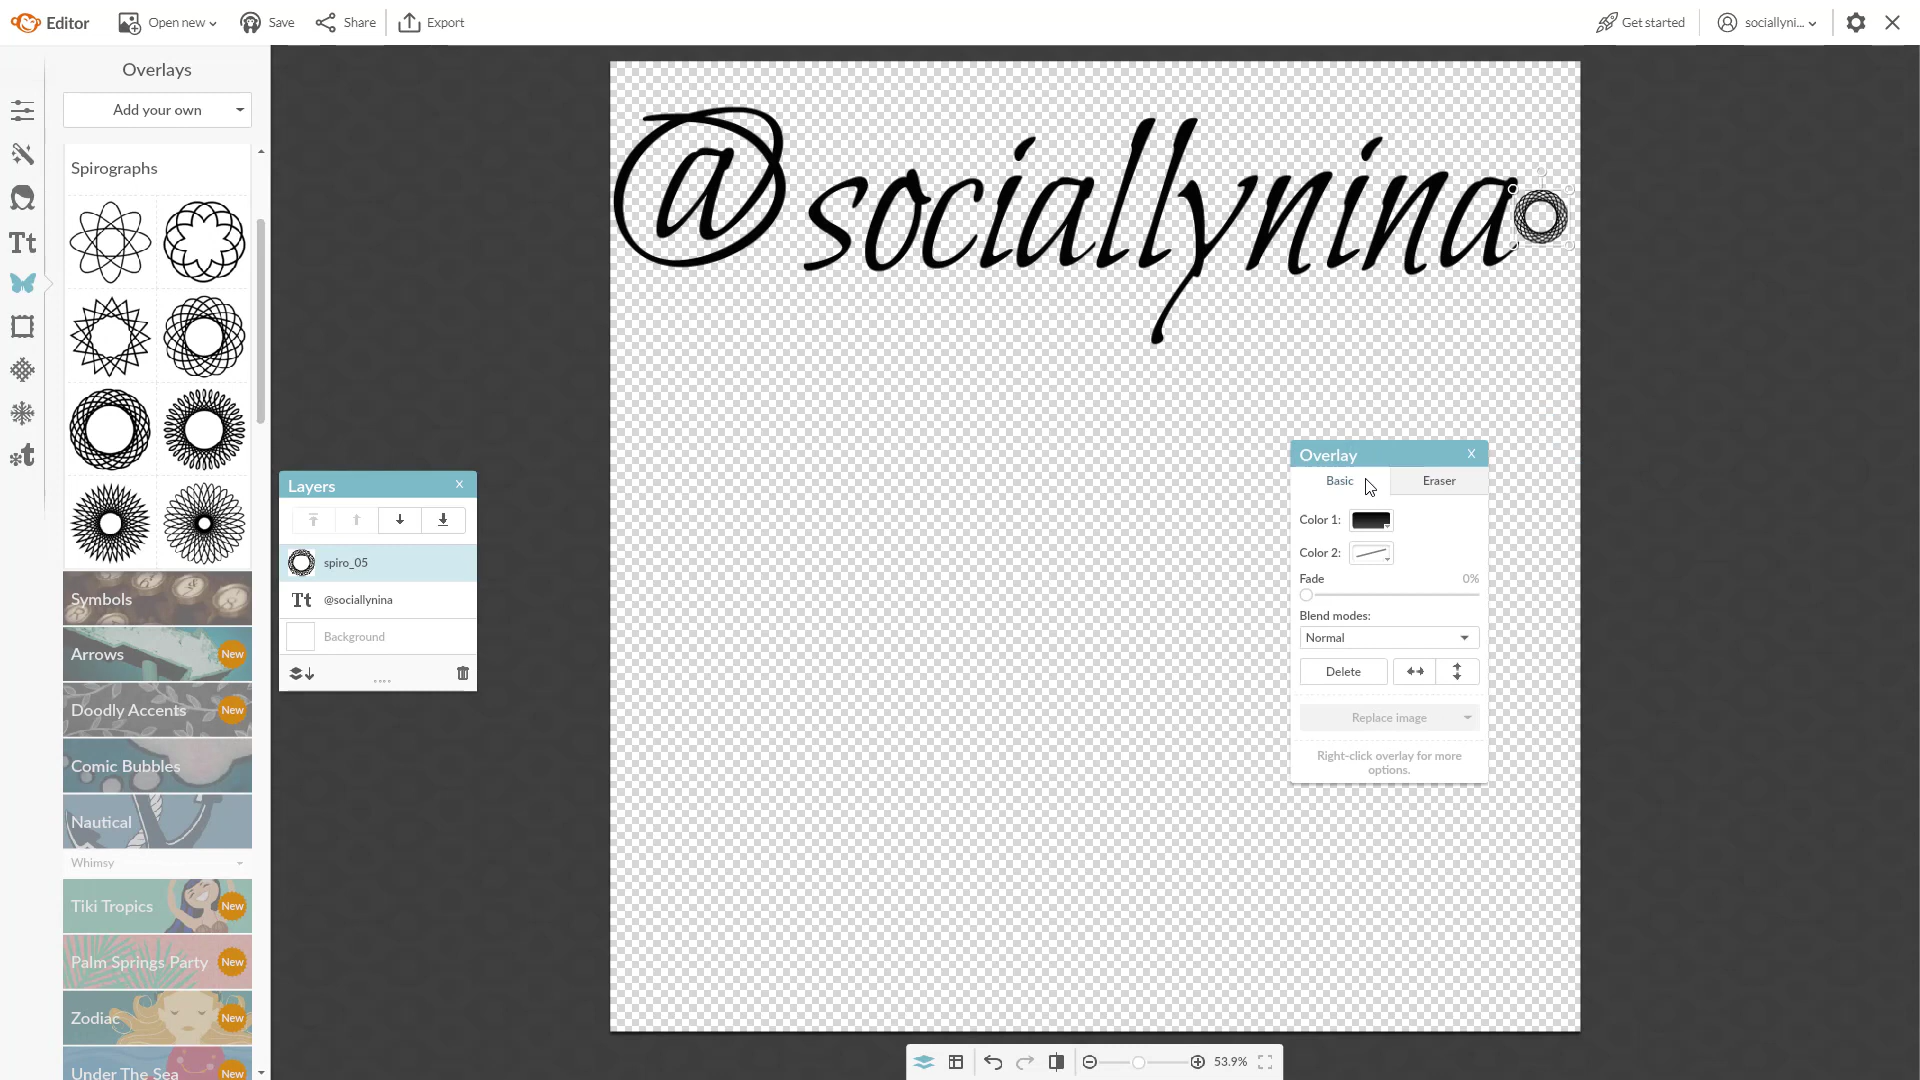 Editor
Open new
Save
Share
Export
Get started
sociallyni...
Overlays
Add your own
Spirographs
Symbols
Arrows
New
Doodly Accents
New
Comic Bubbles
Nautical
Whimsy
Tiki Tropics
New
Palm Springs Party
New
Zodiac
New
Under The Sea
New
Tt
t
@sociallynina
Layers
X
spiro_05
Tt
@sociallynina
Background
Overlay
X
Basic
Eraser
Color 1:
Color 2:
Fade
0%
Blend modes:
Normal
Delete
Replace image
Right-click overlay for more
options.
53.9%